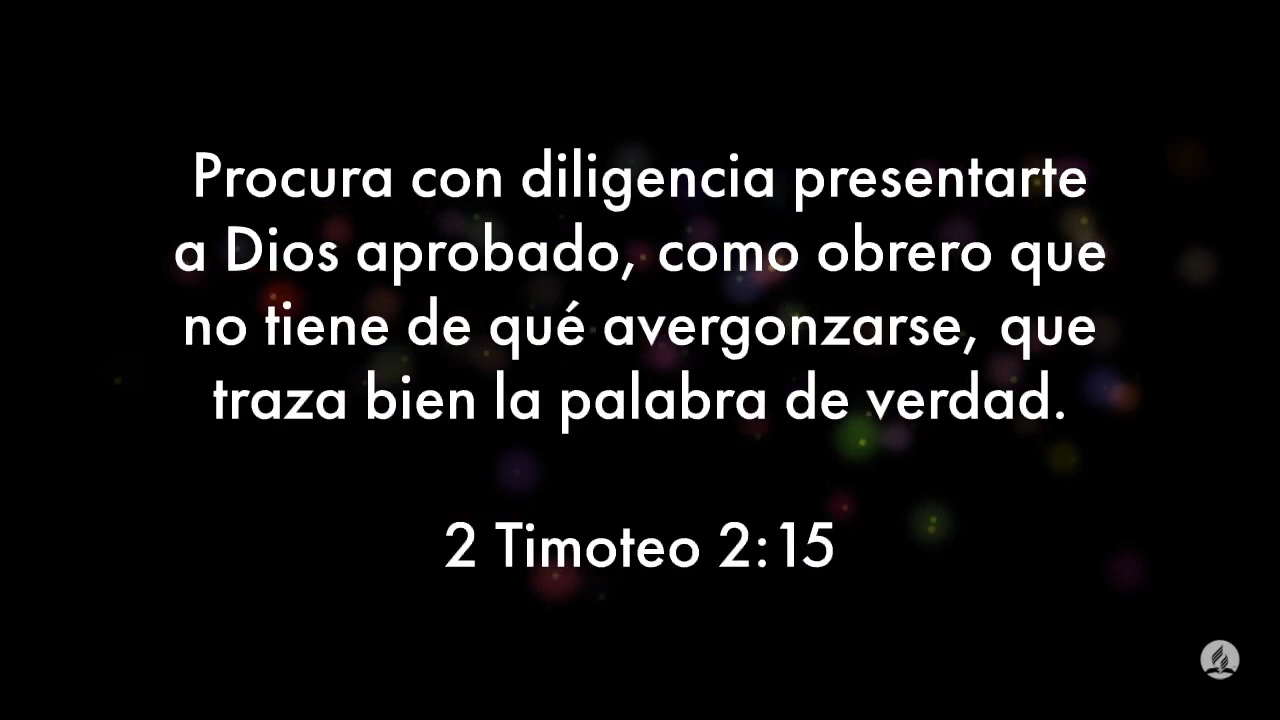 Procura con diligencia presentarte
a Dios aprobado, como obrero que
no tiene de qué avergonzarse, que
traza bien la palabra de verdad.
2 Timoteo 2:15